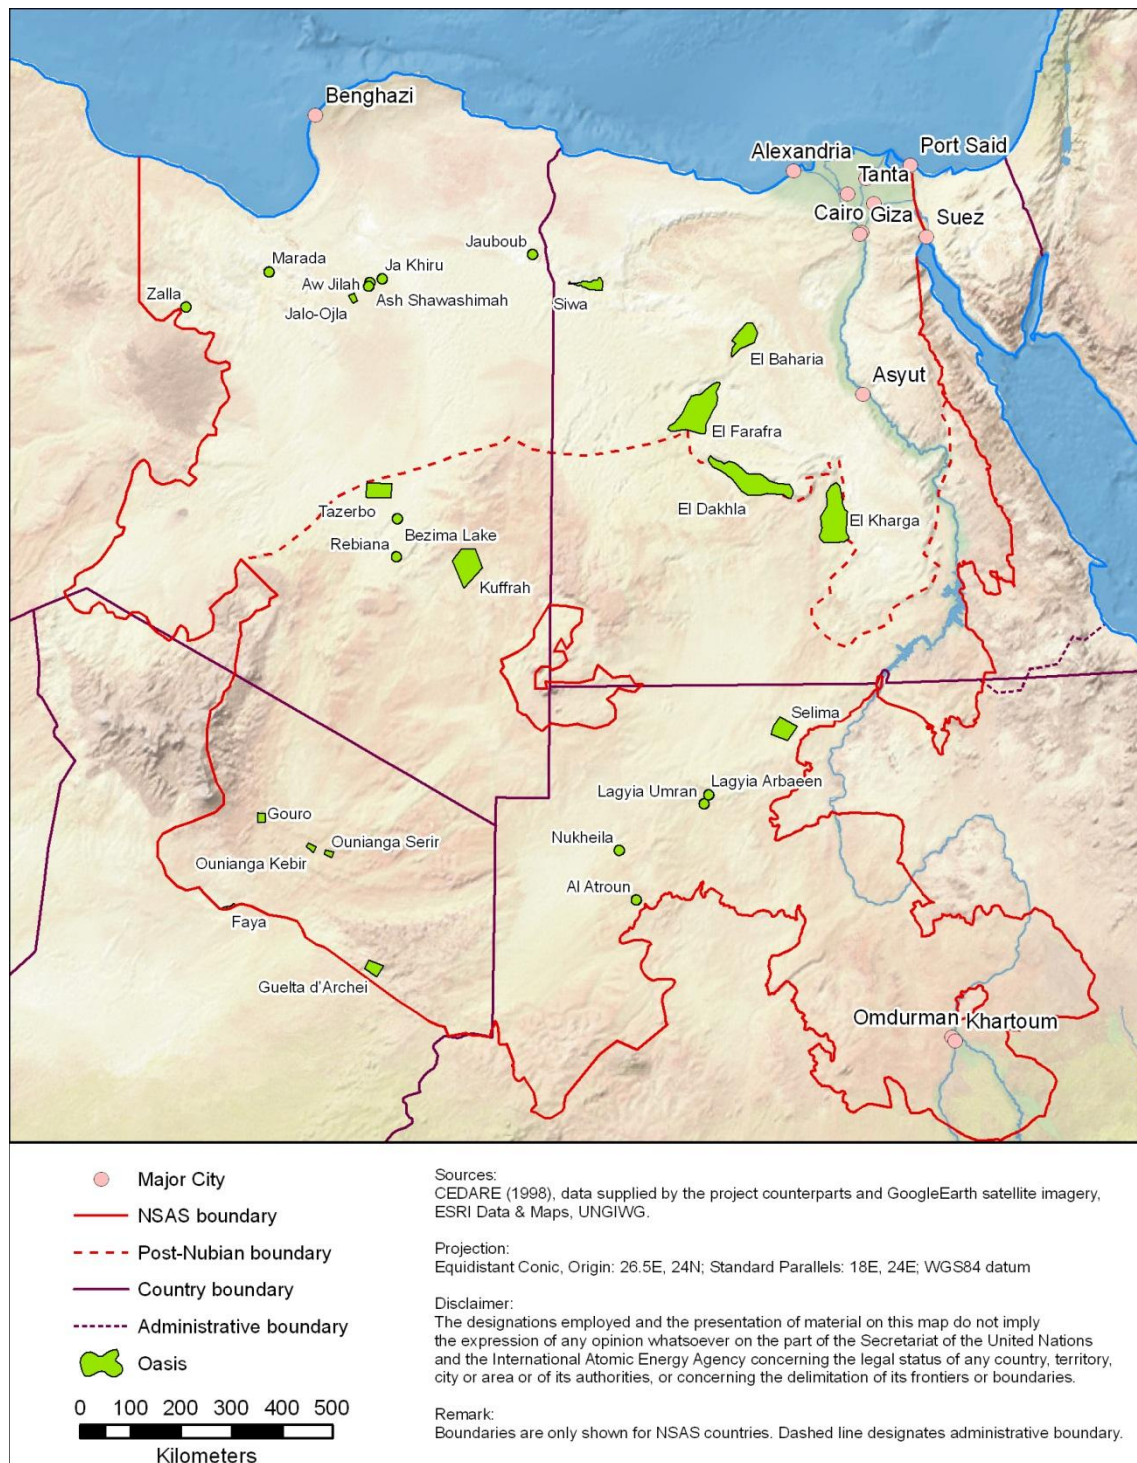 Benghazi
Alexandria
Port Said
Tanta
Cairo
Giza
Suez
Jauboub
Marada
Ja Khiru
Aw Jilah
Zalla
Ash Shawashimah
Siwa
Jalo-Ojla
El Baharia
Asyut
El Farafra
El Dakhla
Tazerbo
El Kharga
Bezima Lake
Rebiana
Kuffrah
Selima
Lagyia Arbaeen
Lagyia Umran
Gouro
Ounianga Serir
Nukheila
Ounianga Kebir
Al Atroun
Faya
Guelta d'Archei
Omdurman
Khartoum
Major City
NSAS boundary
Post-Nubian boundary
Country boundary
Administrative boundary
Oasis
0 100 200 300 400 500
Kilometers
Sources:
CEDARE (1998), data supplied by the project counterparts and GoogleEarth satellite imagery,
ESRI Data & Maps, UNGIWG.
Projection:
Equidistant Conic, Origin: 26.5E, 24N; Standard Parallels: 18E, 24E; WGS84 datum
Disclaimer:
The designations employed and the presentation of material on this map do not imply
the expression of any opinion whatsoever on the part of the Secretariat of the United Nations
and the International Atomic Energy Agency concerning the legal status of any country, territory,
city or area or of its authorities, or concerning the delimitation of its frontiers or boundaries.
Remark:
Boundaries are only shown for NSAS countries. Dashed line designates administrative boundary.